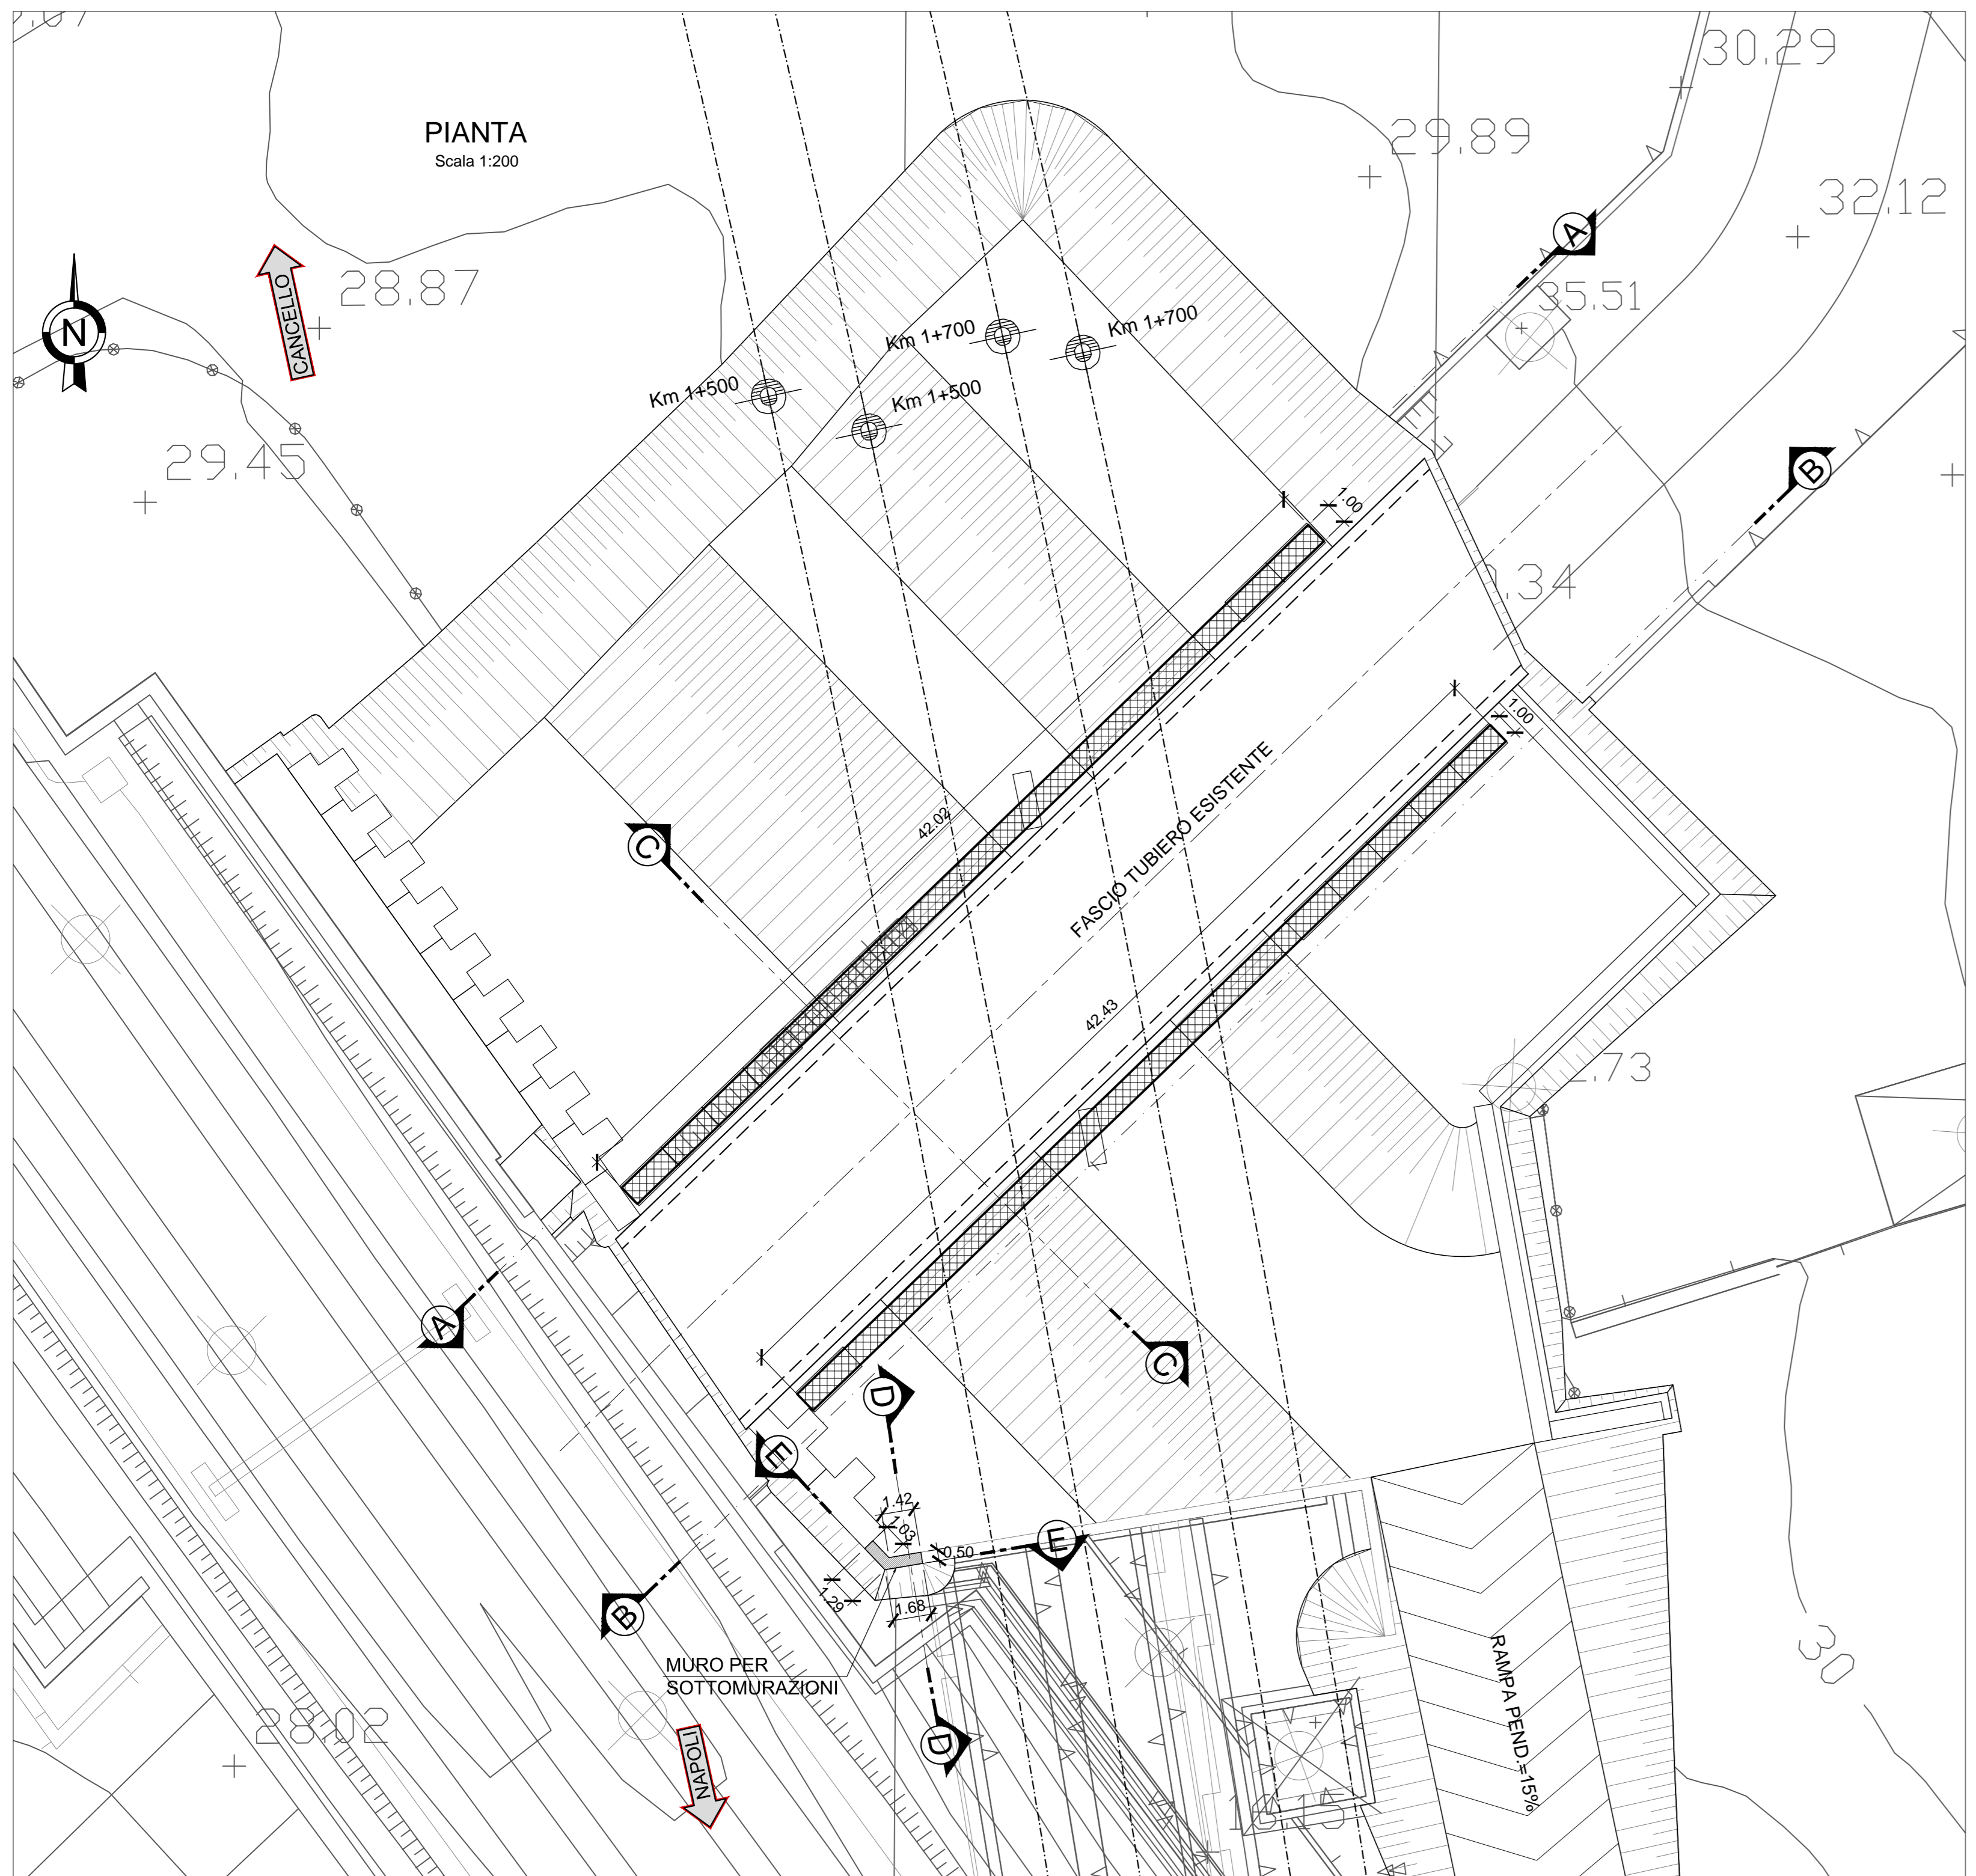 30.29
PIANTA
Scala 1:200
29.89
32.12
A
35.51
CANCELLO
28.87
N
Km 1+700
Km 1+700
Km 1+500
Km 1+500
29.45
B
1.00
.34
1.00
42.02
C
FASCIO TUBIERO ESISTENTE
42.43
.73
A
C
D
E
1.42
1.03
0.50
E
1.29
1.68
B
MURO PER
SOTTOMURAZIONI
RAMPA PEND.=15%
30
28.02
NAPOLI
D